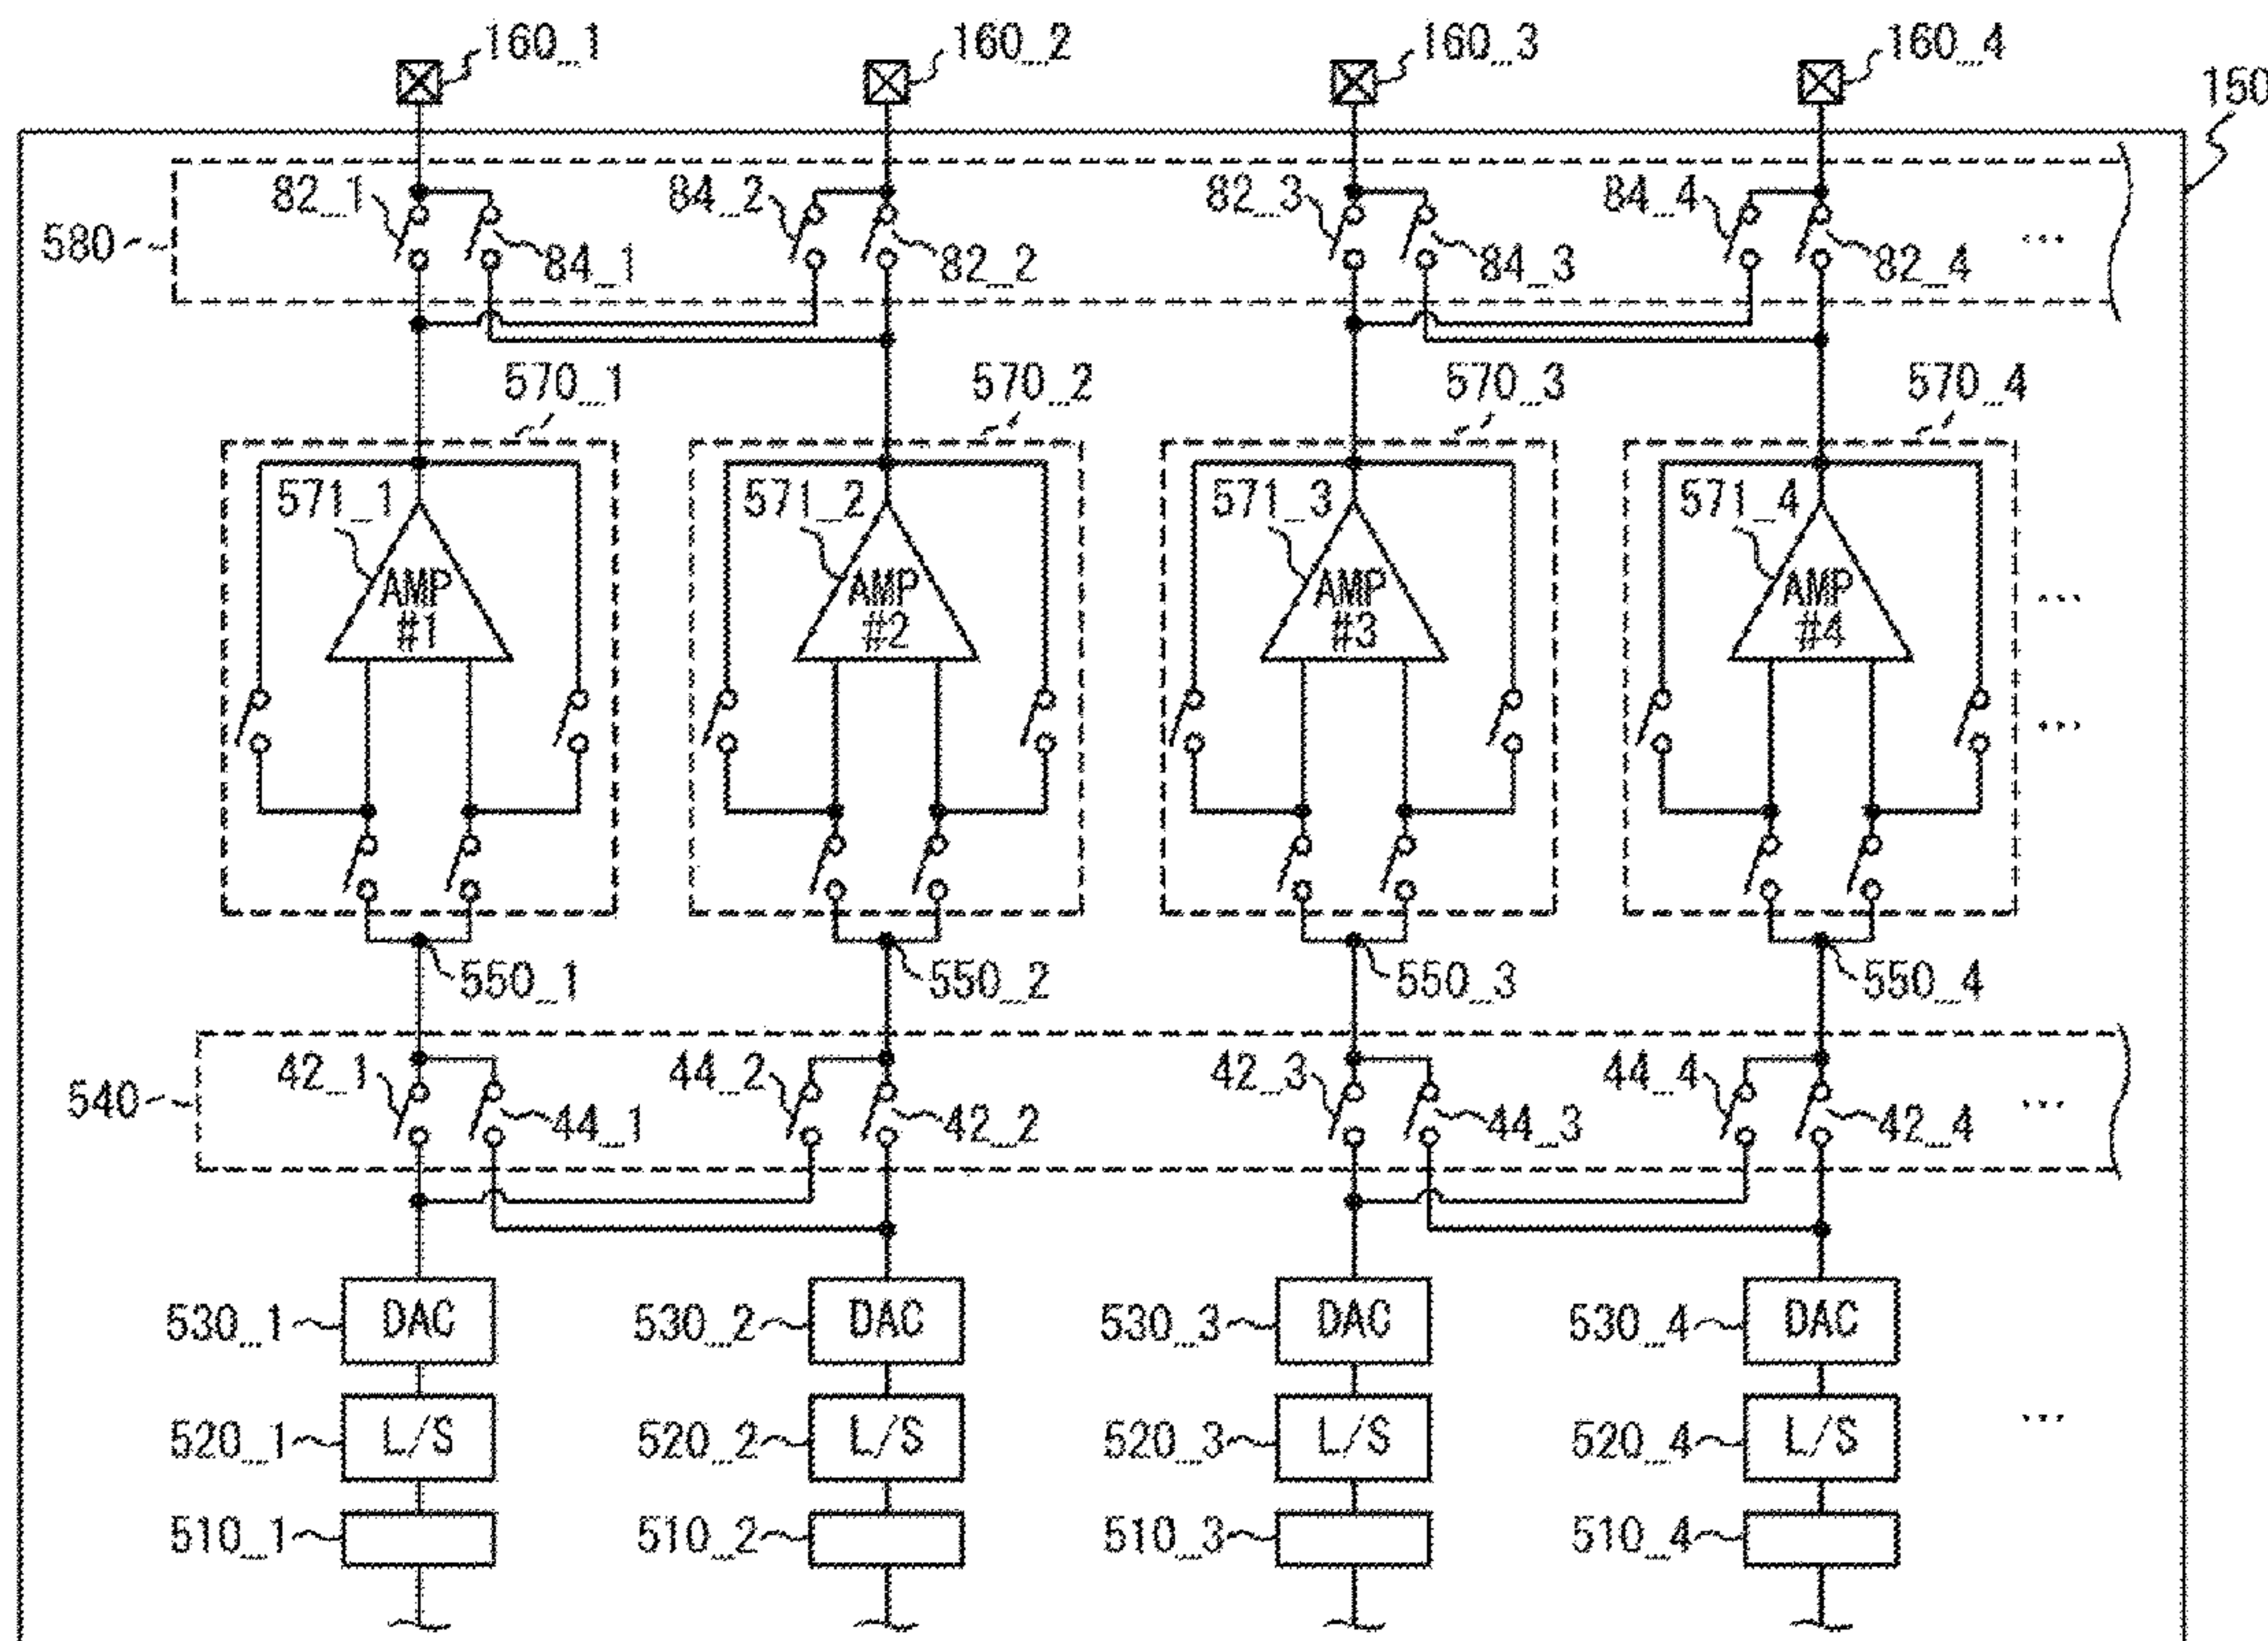 160_1 160_2 160_3 160_4
150
82_1 84_2 82_3 84_4
580 84_1 82_2 84_3 82_4 ...
570_1 570_2 570_3 570_4
571_1 571_2 571_3 571_4
AMP AMP AMP AMP ...
#1 #2 #3 #4
...
550_1 550_2 550_3 550_4
42_1 44_2 42_3 44_4
540 44_1 42_2 44_3 42_4 ...
530_1 DAC 530_2 DAC 530_3 DAC 530_4 DAC
520_1 L/S 520_2 L/S 520_3 L/S 520_4 L/S ...
510_1 510_2 510_3 510_4